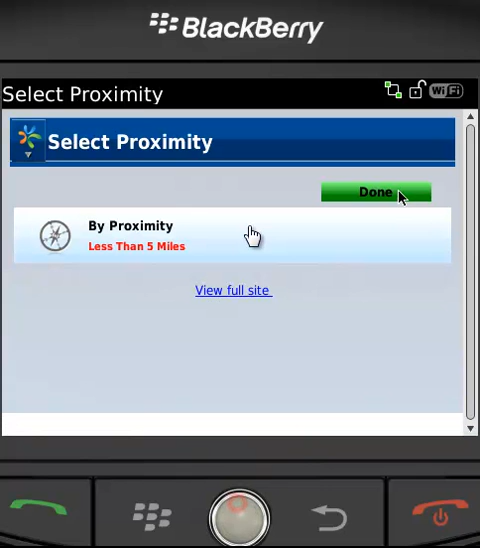 BlackBerry
Select Proximity
WiFi
Select Proximity
Done
By Proximity
Less Than 5 Miles
View full site